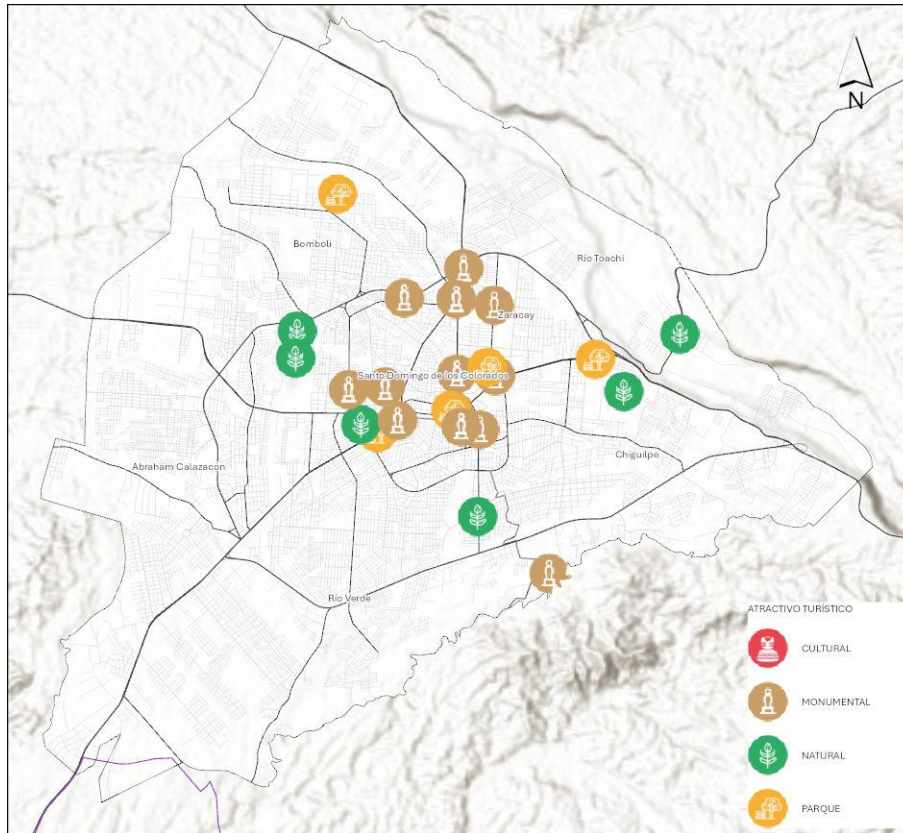 N
Bomboli
Rio Toachi
Zaracay
Santo Domingo de los Colorados
Chiguilpe
Abraham Calazacon
Río Verde
ATRACTIVO TURÍSTICO
CULTURAL
MONUMENTAL
NATURAL
PARQUE